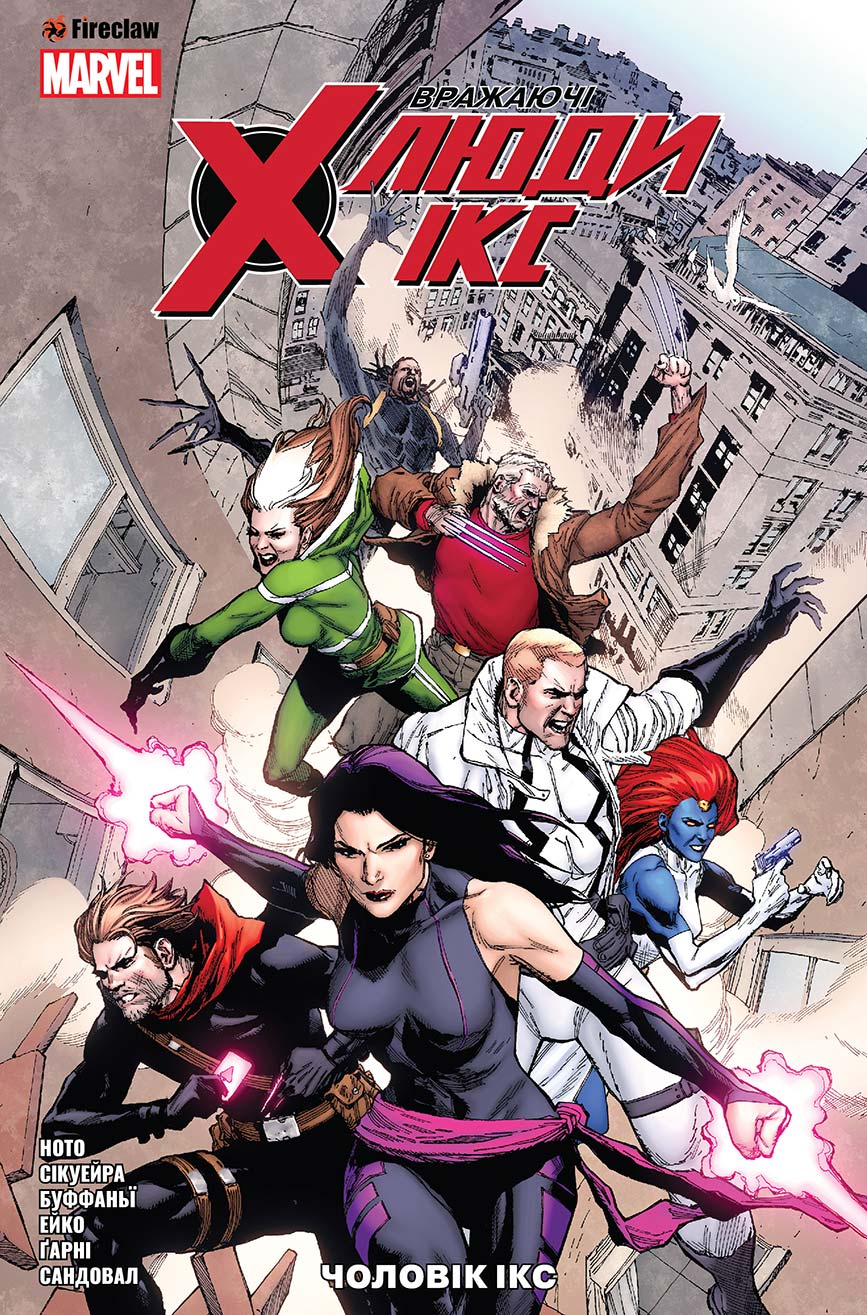 Fireclaw
MARVEL
ВРАЖАЮЧІ
X ЛЮДИ
ІКС
НОТО
СІКУЕЙРА
БУФФАНЬЇ
ЕЙКО
ҐАРНІ
САНДОВАЛ
ЧОЛОВІК ІКС